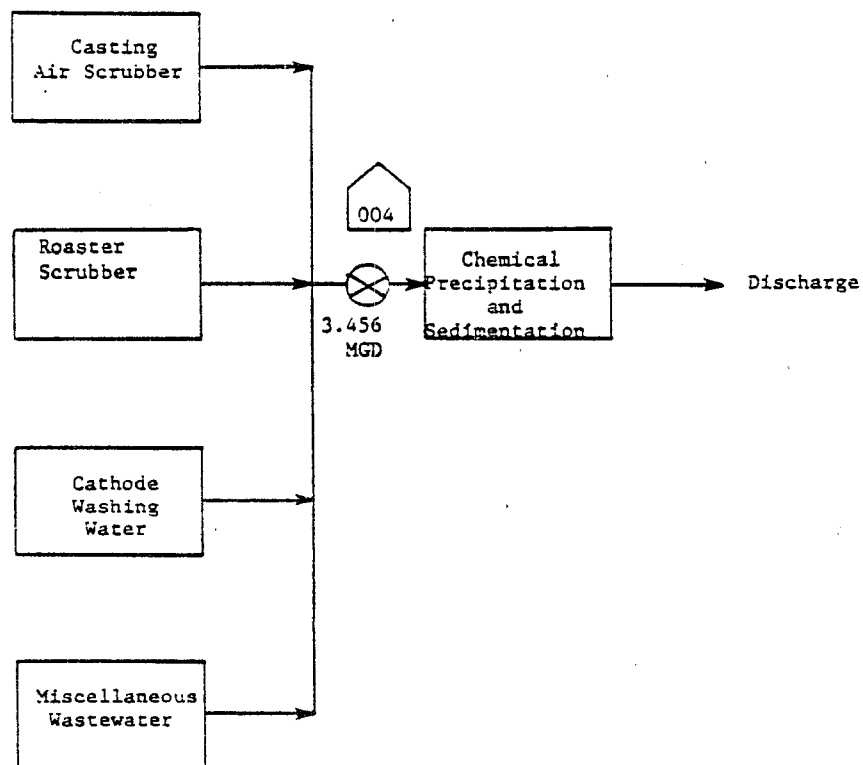 Casting
Air Scrubber
004
Roaster
Scrubber
Chemical
Precipitation
and
Sedimentation
Discharge
3.456
MGD
Cathode
Washing
Water
Miscellaneous
Wastewater